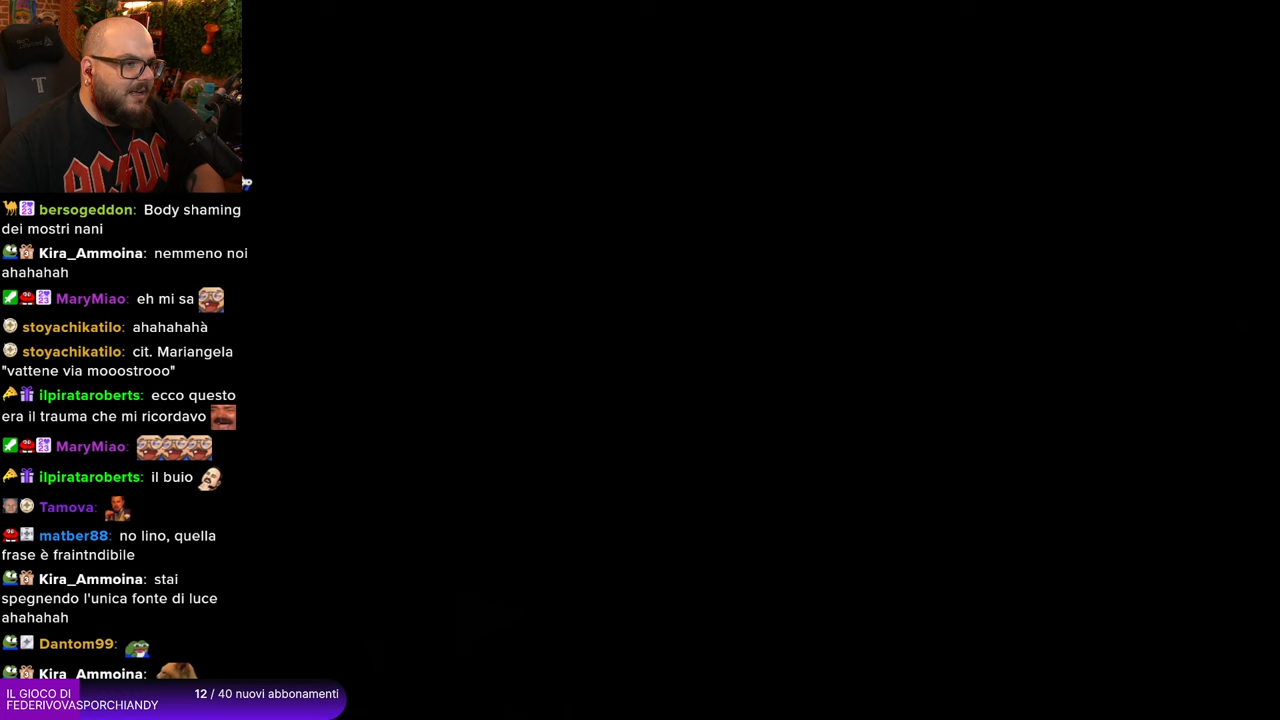 AC/DC
bersogeddon: Body shaming
dei mostri nani
Kira_Ammoina: nemmeno noi
ahahahah
MaryMiao: eh mi sa
stoyachikatilo: ahahahahà
stoyachikatilo: cit. Mariangela
"vattene via mooostrooo"
ilpirataroberts: ecco questo
era il trauma che mi ricordavo
MaryMiao:
ilpirataroberts: il buio
Tamova:
matber88: no lino, quella
frase è fraintndibile
Kira_Ammoina: stai
spegnendo l'unica fonte di luce
ahahahah
Dantom99:
Kira_Ammoina:
IL GIOCO DI
FEDERIVOVASPORCHIANDY
12 / 40 nuovi abbonamenti